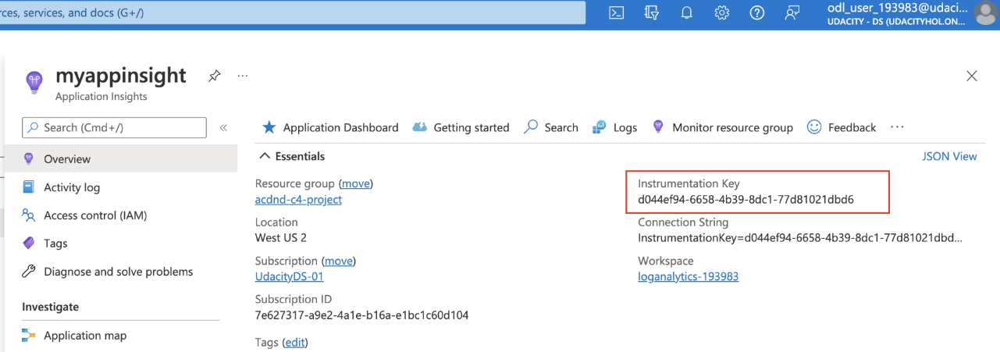 rces, services, and docs (G+/)
odl_user_193983@udaci...
UDACITY - DS (UDACITYHOL.ON...
myappinsight
Application Insights
Search (Cmd+/)
Overview
Activity log
Access control (IAM)
Tags
Diagnose and solve problems
Investigate
Application map
Application Dashboard Getting started Search Logs Monitor resource group Feedback
Essentials
JSON View
Resource group (move)
acdnd-c4-project
Location
West US 2
Subscription (move)
UdacityDS-01
Subscription ID
7e627317-a9e2-4a1e-b16a-e1bc1c60d104
Tags (edit)
Instrumentation Key
d044ef94-6658-4b39-8dc1-77d81021dbd6
Connection String
InstrumentationKey=d044ef94-6658-4b39-8dc1-77d81021dbd...
Workspace
loganalytics-193983